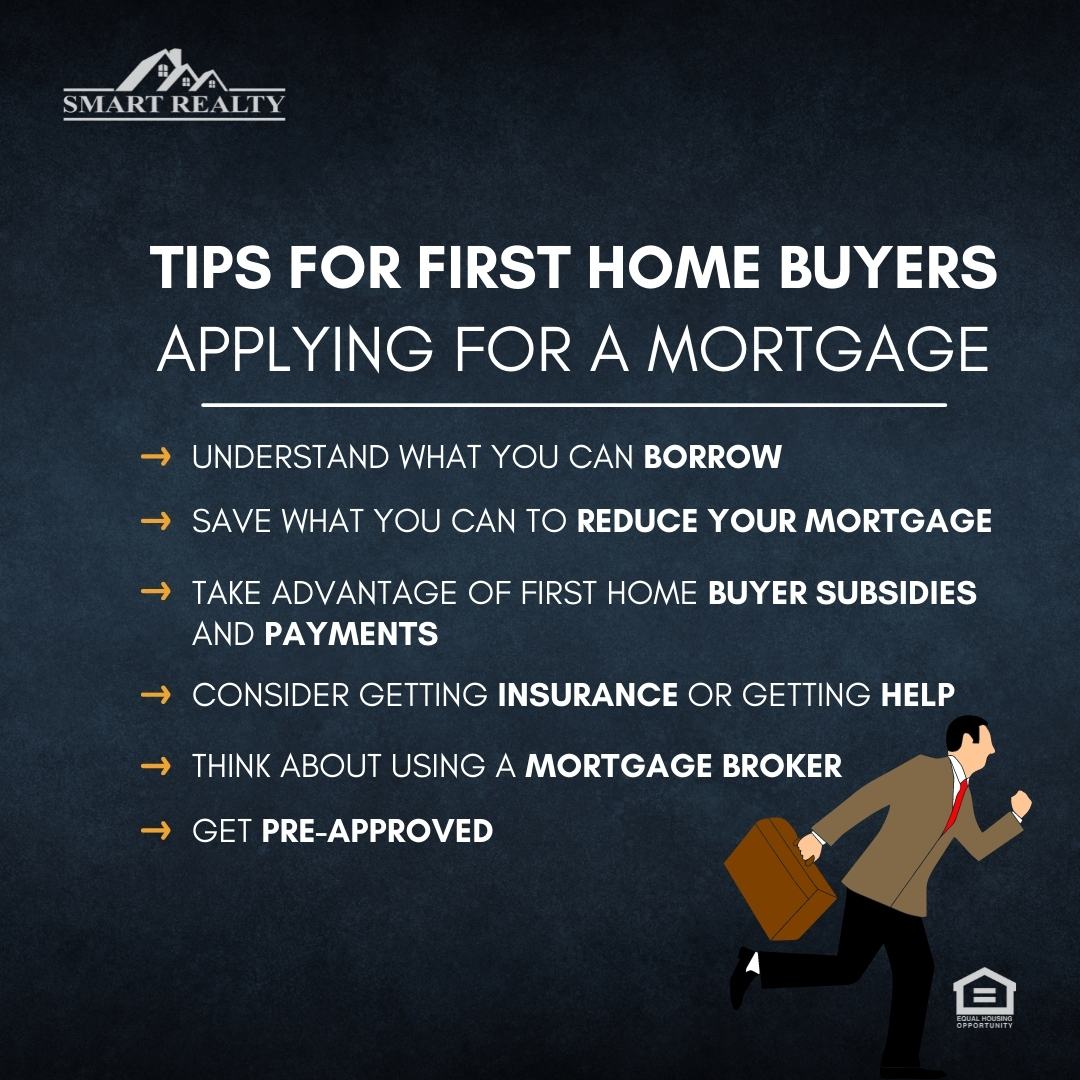 SMART REALTY
TIPS FOR FIRST HOME BUYERS
APPLYING FOR A MORTGAGE
→ UNDERSTAND WHAT YOU CAN BORROW
→ SAVE WHAT YOU CAN TO REDUCE YOUR MORTGAGE
→ TAKE ADVANTAGE OF FIRST HOME BUYER SUBSIDIES
AND PAYMENTS
→ CONSIDER GETTING INSURANCE OR GETTING HELP
→ THINK ABOUT USING A MORTGAGE BROKER
→ GET PRE-APPROVED
EQUAL HOUSING
OPPORTUNITY